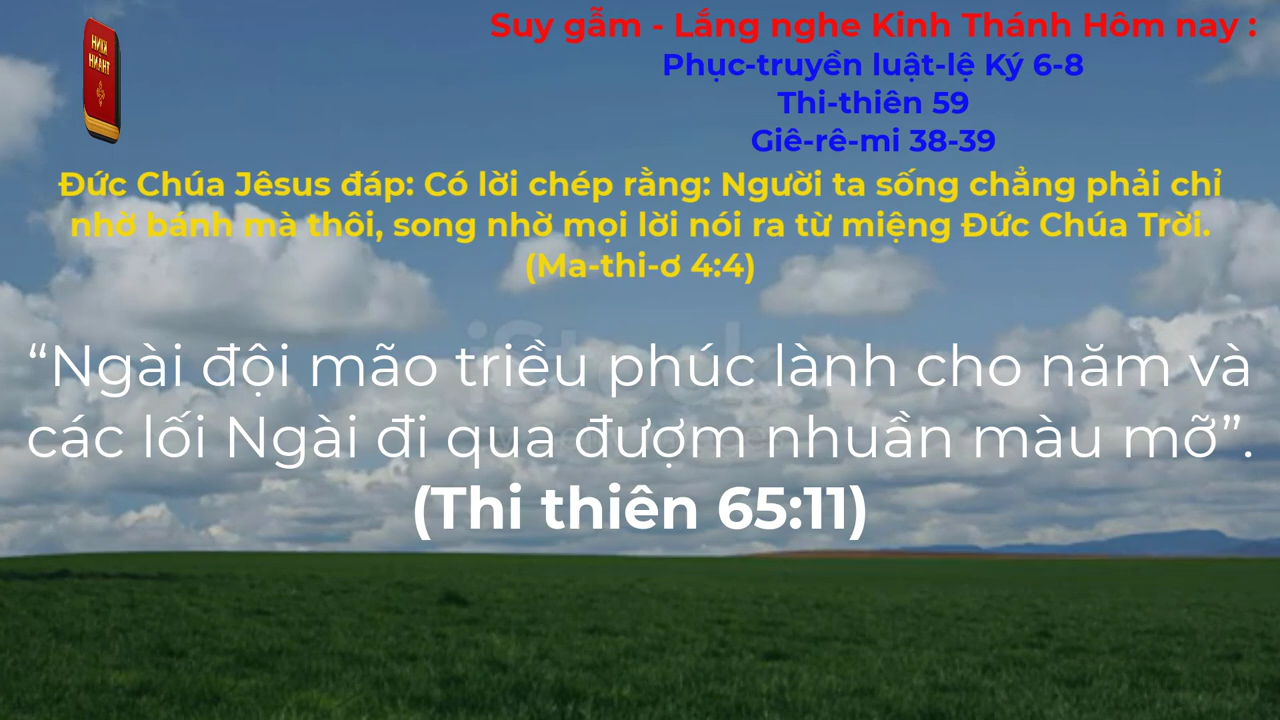 Suy gẫm - Lắng nghe Kinh Thánh Hôm nay :
Phục-truyền luật-lệ Ký 6-8
Thi-thiên 59
Giê-rê-mi 38-39
KINH
THÁNH
Đức Chúa Jêsus đáp: Có lời chép rằng: Người ta sống chẳng phải chỉ
nhờ bánh mà thôi, song nhờ mọi lời nói ra từ miệng Đức Chúa Trời.
(Ma-thi-ơ 4:4)
iStock
“Ngài đội mão triều phúc lành cho năm và
các lối Ngài đi qua đượm nhuần màu mỡ”.
(Thi thiên 65:11)